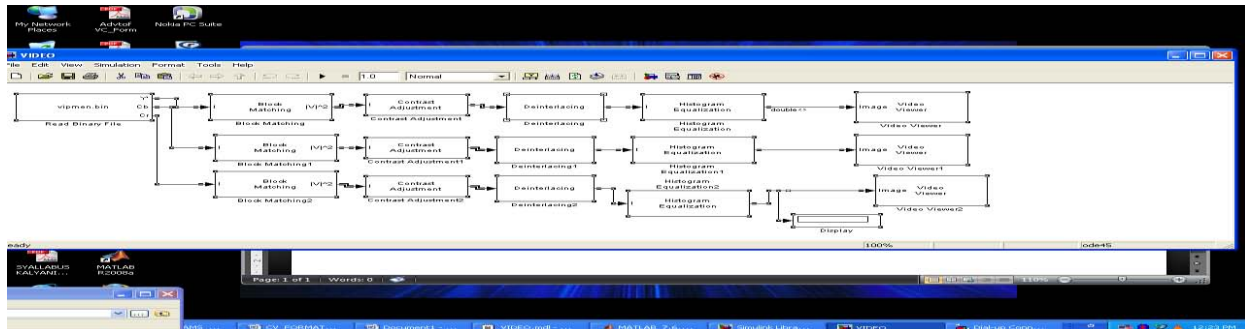 My Network Places
Advtof VC_Form
Nokia PC Suite
VIDEO
File Edit View Simulation Format Tools Help
1.0 Normal
vipmen.bin
Y'
Cb
Cr
Read Binary File
I Block Matching |V|^2
Block Matching
I Contrast Adjustment
Contrast Adjustment
Deinterlacing
Deinterlacing
I Histogram Equalization
Histogram Equalization
double
Image Video Viewer
Video Viewer
I Block Matching |V|^2
Block Matching1
I Contrast Adjustment
Contrast Adjustment1
Deinterlacing
Deinterlacing1
I Histogram Equalization
Histogram Equalization1
Image Video Viewer
Video Viewer1
I Block Matching |V|^2
Block Matching2
I Contrast Adjustment
Contrast Adjustment2
Deinterlacing
Deinterlacing2
Histogram Equalization2
I Histogram Equalization
Image Video Viewer
Video Viewer2
Display
100%
ode45
SYALLABUS KALYANI...
MATLAB R2008a
Page: 1 of 1 Words: 0
110%
CV_FORMAT...
Document1 - ...
VIDEO.mdl - ...
MATLAB 7.6....
Simulink Libra...
VIDEO
Dial-up Conn...
12:23 PM